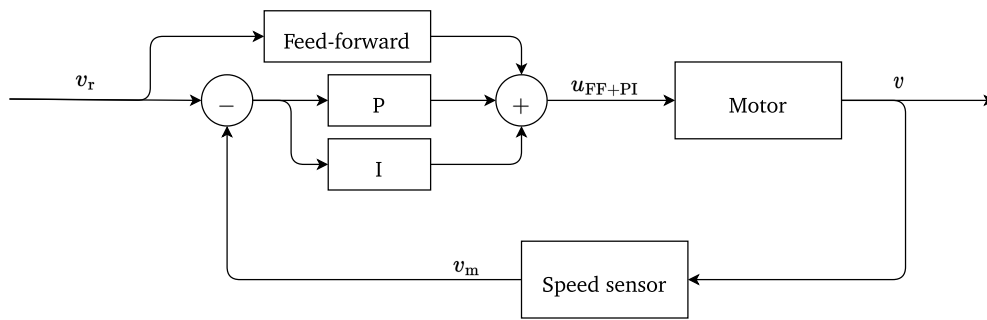 Feed-forward
v_r
−
P
+
u_FF+PI
Motor
v
I
v_m
Speed sensor